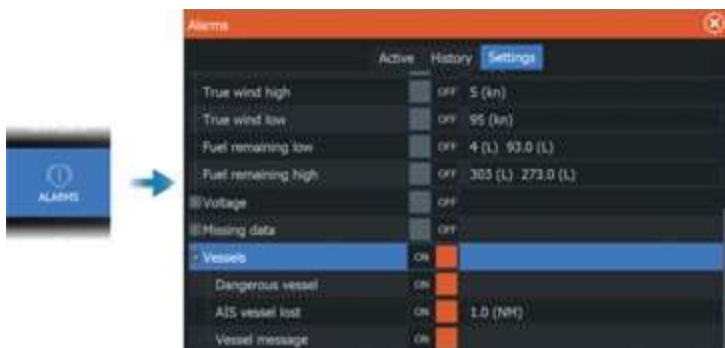 Alarms
Active History Settings
True wind high OFF 5 (kn)
True wind low OFF 95 (kn)
Fuel remaining low OFF 4 (L) 93.0 (L)
Fuel remaining high OFF 303 (L) 273.0 (L)
Voltage OFF
Missing data OFF
Vessels ON
Dangerous vessel ON
AIS vessel lost ON 1.0 (NM)
Vessel message ON
ALARMS